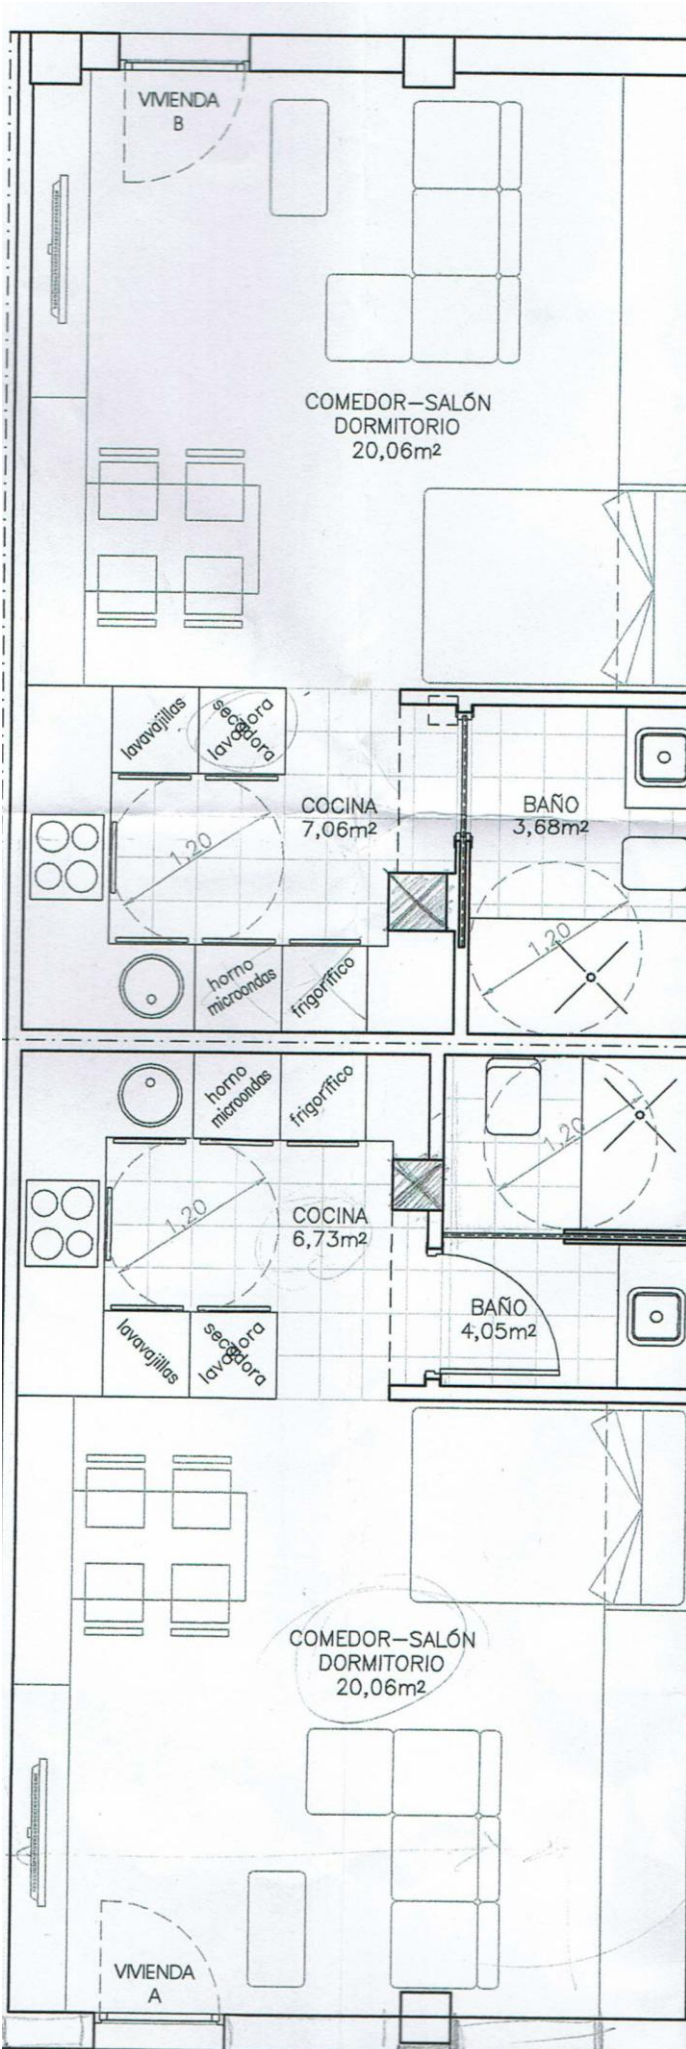 VIVIENDA
B
COMEDOR-SALÓN
DORMITORIO
20,06m²
lavavajillas
secadora
lavadora
COCINA
7,06m²
BAÑO
3,68m²
1,20
1,20
horno
microondas
frigorífico
horno
microondas
frigorífico
1,20
1,20
COCINA
6,73m²
BAÑO
4,05m²
lavavajillas
secadora
lavadora
COMEDOR-SALÓN
DORMITORIO
20,06m²
VIVIENDA
A